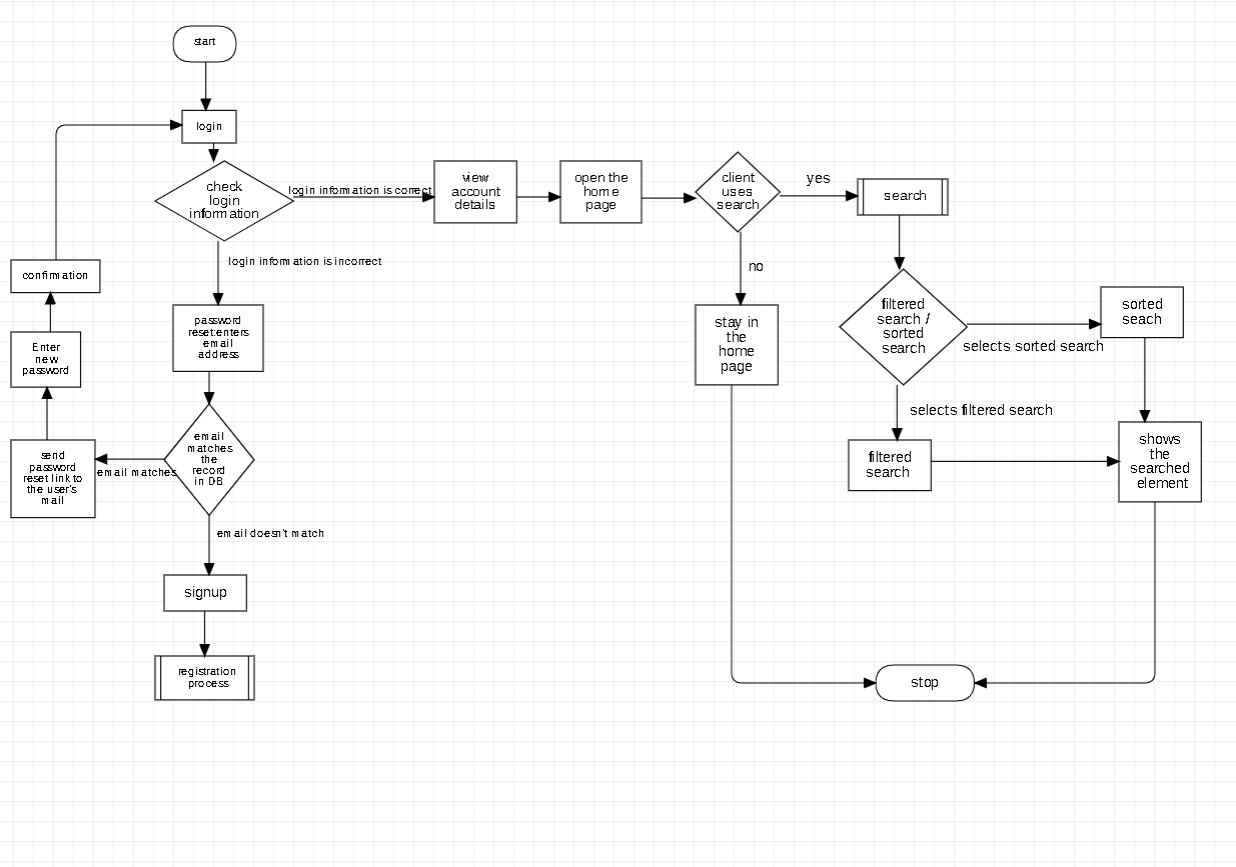 start
login
check
login
information
login information is correct
view
account
details
open the
home
page
client
uses
search
yes
search
no
login information is incorrect
confirmation
password
reset:enters
email
address
Enter
new
password
stay in
the
home
page
filtered
search /
sorted
search
sorted
seach
selects sorted search
selects filtered search
email
matches
the
record
in DB
email matches
send
password
reset link to
the user's
mail
filtered
search
shows
the
searched
element
email doesn't match
signup
registration
process
stop